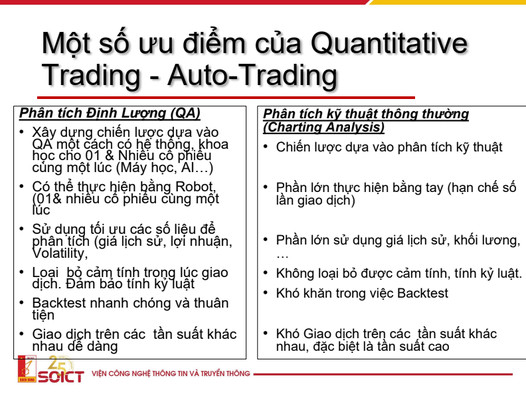 Một số ưu điểm của Quantitative
Trading - Auto-Trading
Phân tích Định Lượng (QA)
• Xây dựng chiến lược dựa vào
QA một cách có hệ thống, khoa
học cho 01 & Nhiều cổ phiếu
cùng một lúc (Máy học, AI…)
• Có thể thực hiện bằng Robot,
(01& nhiều cổ phiếu cùng một
lúc
• Sử dụng tối ưu các số liệu để
phân tích (giá lịch sử, lợi nhuận,
Volatility,
• Loại bỏ cảm tính trong lúc giao
dịch. Đảm bảo tính kỷ luật
• Backtest nhanh chóng và thuân
tiện
• Giao dịch trên các tần suất khác
nhau dễ dàng
Phân tích kỹ thuật thông thường
(Charting Analysis)
• Chiến lược dựa vào phân tích kỹ thuật
• Phần lớn thực hiện bằng tay (hạn chế số
lần giao dịch)
• Phần lớn sử dụng giá lịch sử, khối lương,
…
• Không loại bỏ được cảm tính, tính kỷ luật.
• Khó khăn trong việc Backtest
• Khó Giao dịch trên các tần suất khác
nhau, đặc biệt là tần suất cao
25
SOICT
VIỆN CÔNG NGHỆ THÔNG TIN VÀ TRUYỀN THÔNG